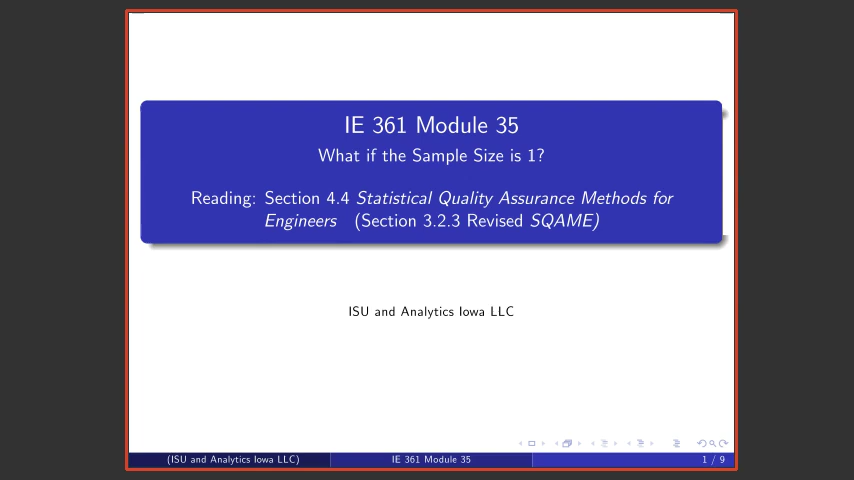 IE 361 Module 35
What if the Sample Size is 1?
Reading: Section 4.4 Statistical Quality Assurance Methods for
Engineers (Section 3.2.3 Revised SQAME)
ISU and Analytics Iowa LLC
(ISU and Analytics Iowa LLC) IE 361 Module 35 1 / 9